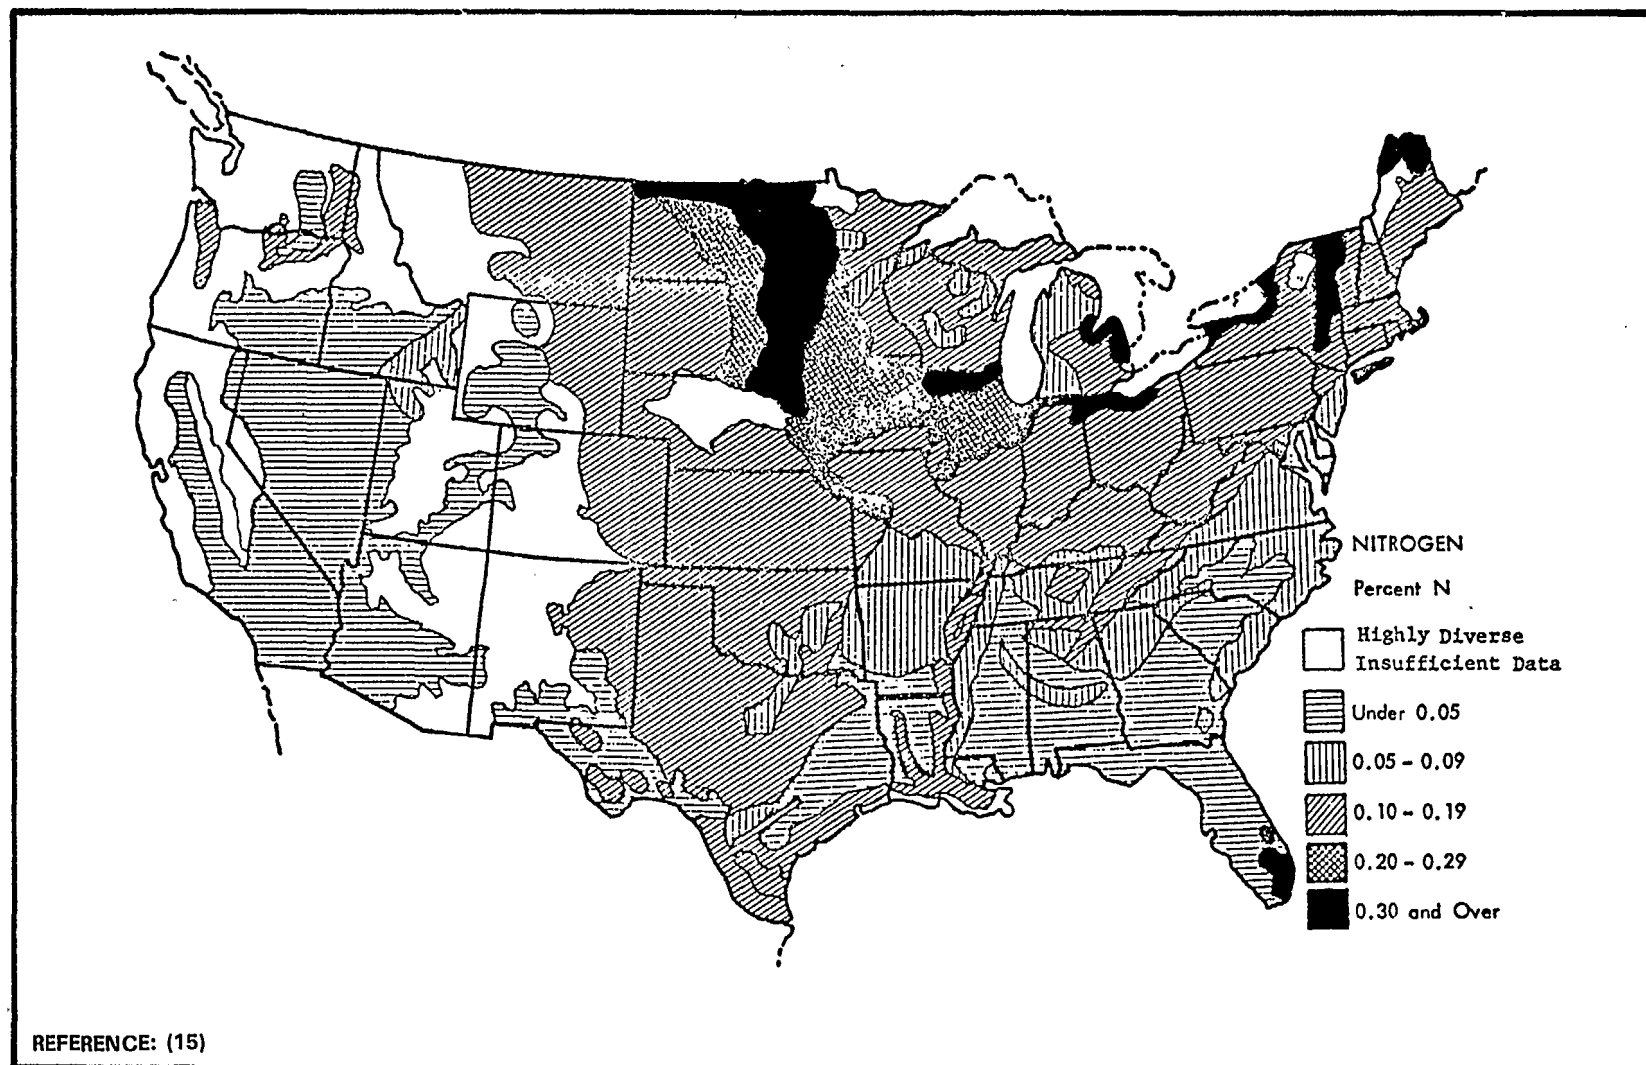 NITROGEN
Percent N
Highly Diverse
Insufficient Data
Under 0.05
0.05 - 0.09
0.10 - 0.19
0.20 - 0.29
0.30 and Over
REFERENCE: (15)